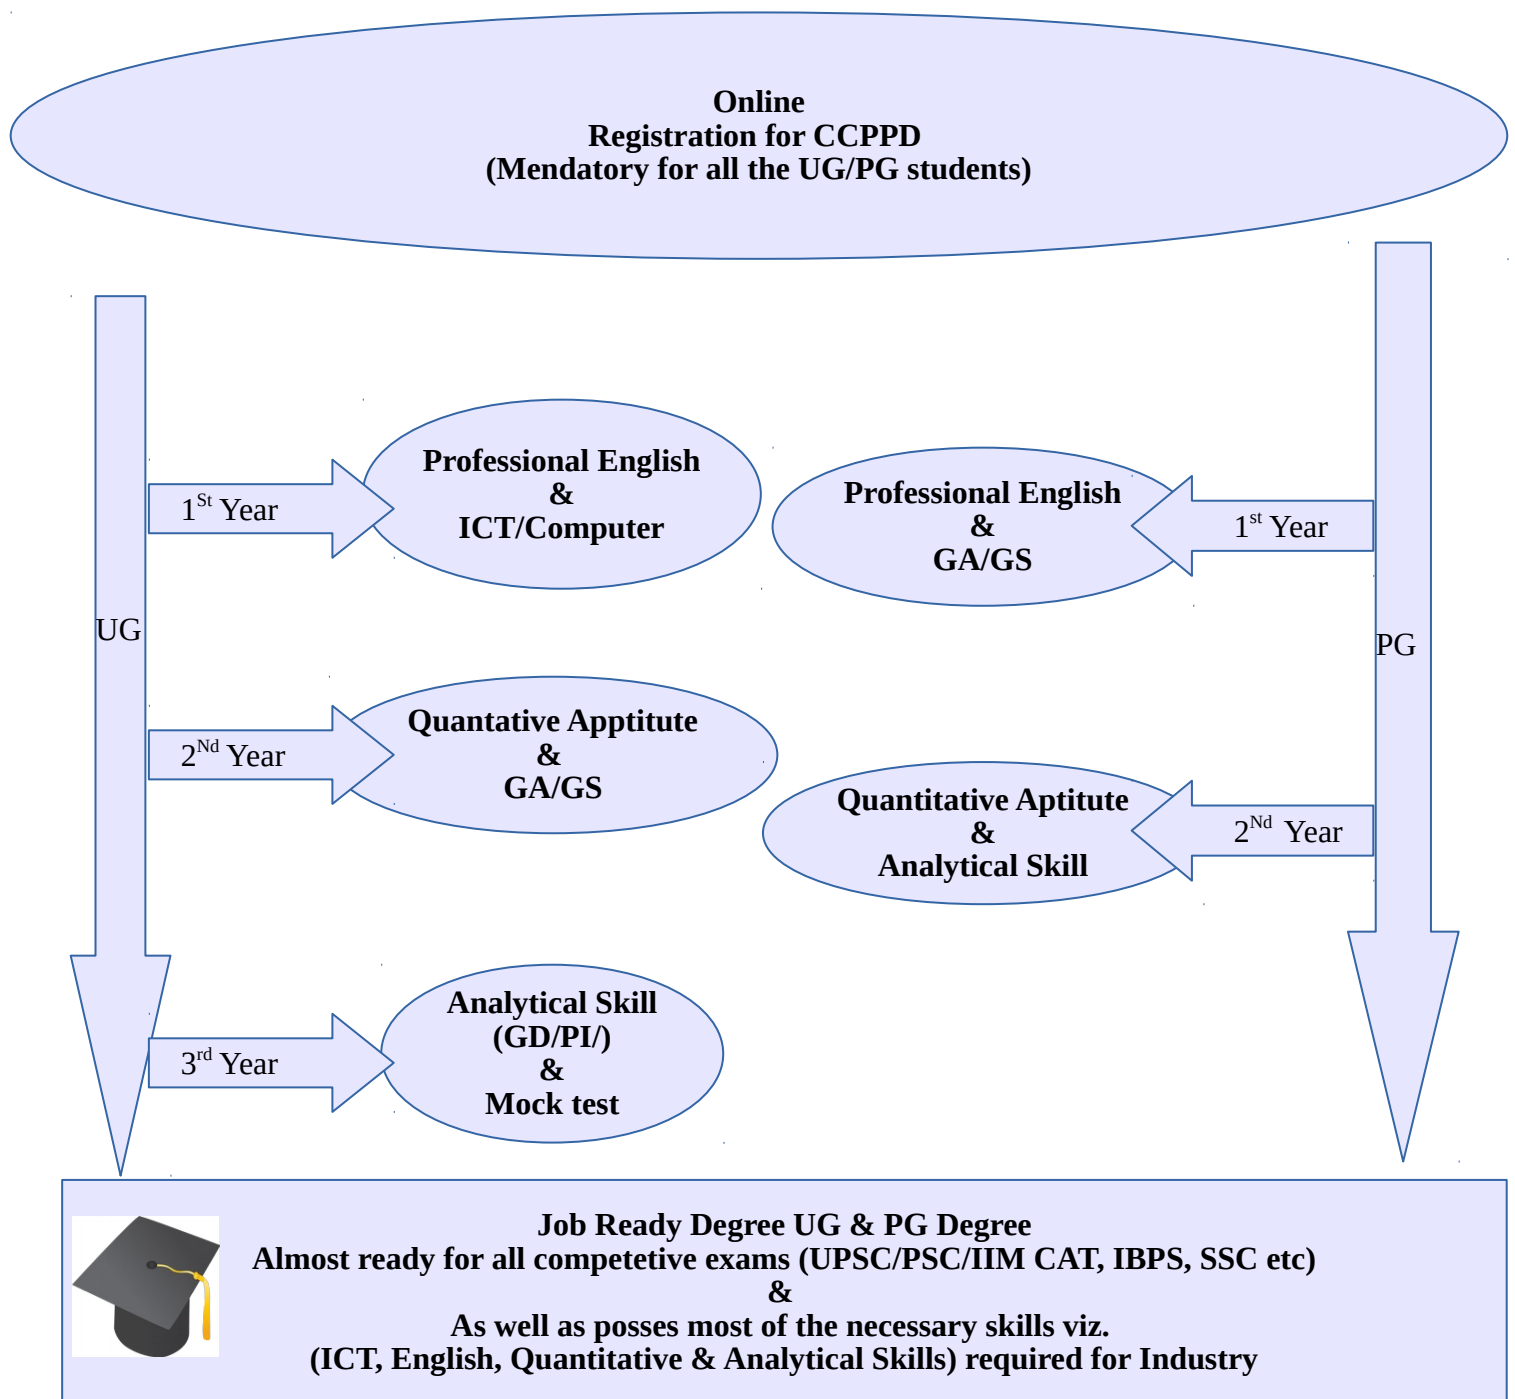 Online
Registration for CCPPD
(Mendatory for all the UG/PG students)
UG
1St Year
Professional English
&
ICT/Computer
2Nd Year
Quantative Apptitute
&
GA/GS
3rd Year
Analytical Skill
(GD/PI/)
&
Mock test
PG
1st Year
Professional English
&
GA/GS
2Nd Year
Quantitative Aptitute
&
Analytical Skill
Job Ready Degree UG & PG Degree
Almost ready for all competetive exams (UPSC/PSC/IIM CAT, IBPS, SSC etc)
&
As well as posses most of the necessary skills viz.
(ICT, English, Quantitative & Analytical Skills) required for Industry